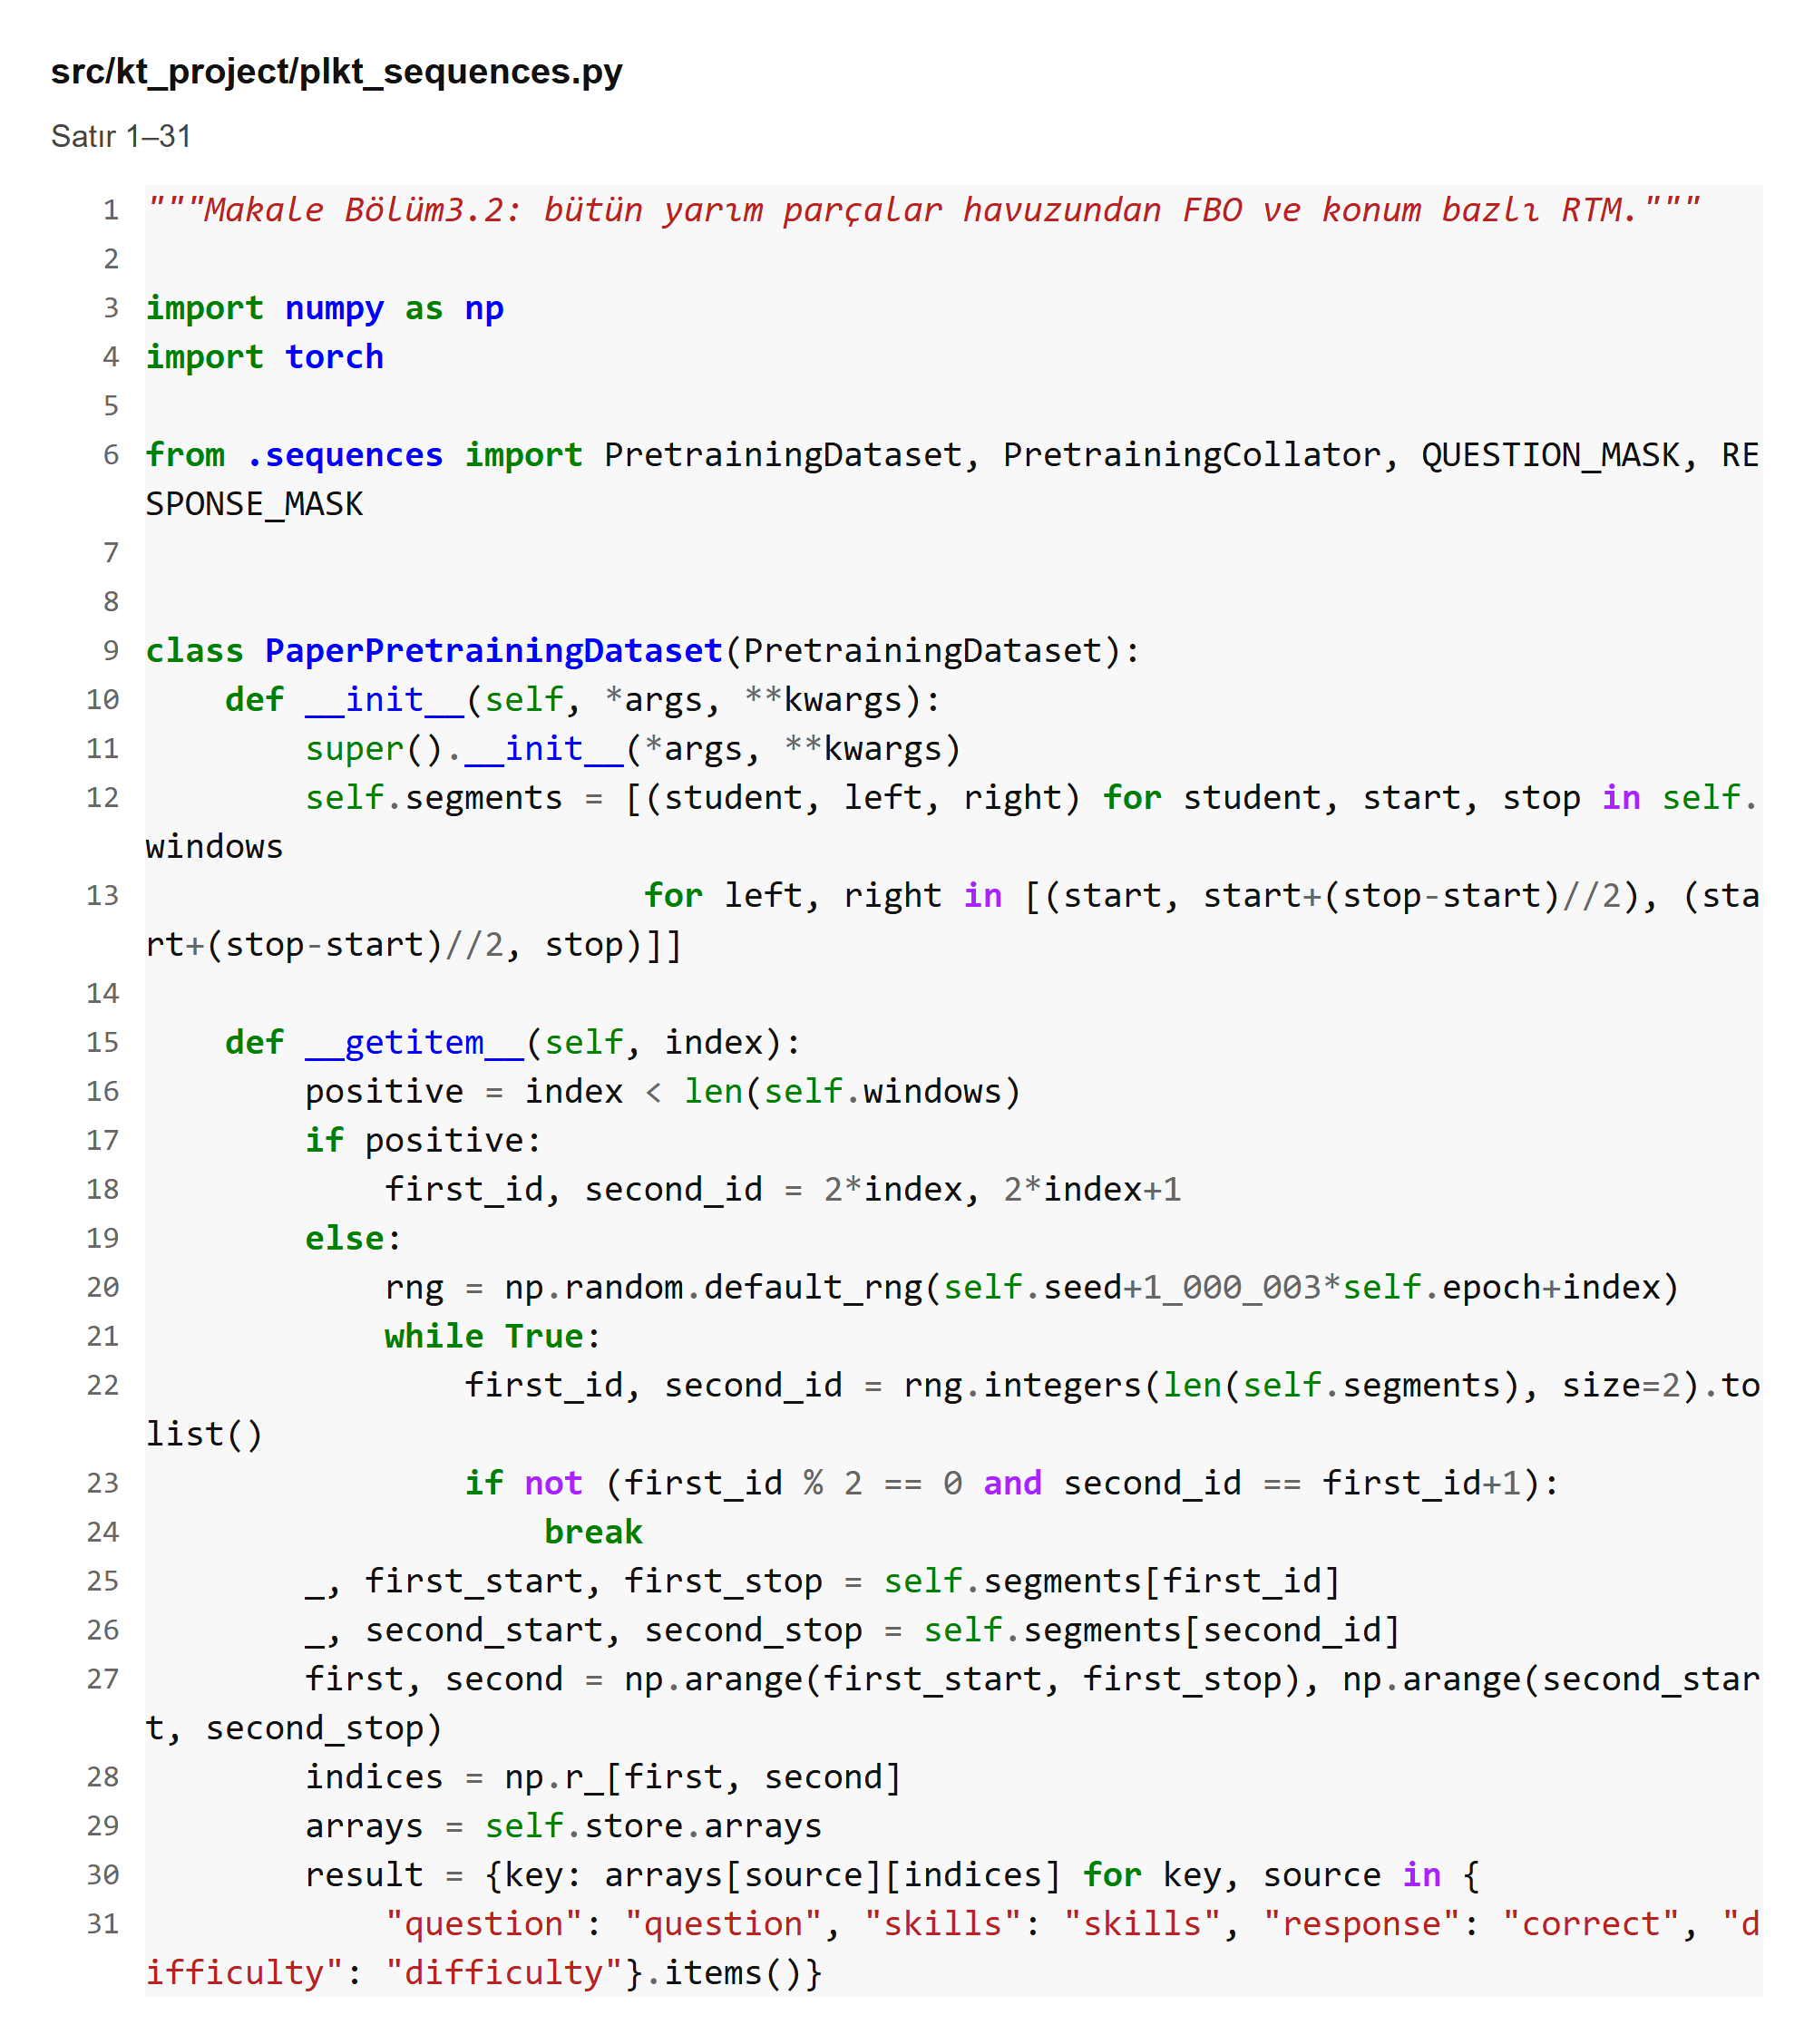 src/kt_project/plkt_sequences.py
Satır 1–31
1 """Makale Bölüm3.2: bütün yarım parçalar havuzundan FBO ve konum bazlı RTM."""
2
3 import numpy as np
4 import torch
5
6 from .sequences import PretrainingDataset, PretrainingCollator, QUESTION_MASK, RE
SPONSE_MASK
7
8
9 class PaperPretrainingDataset(PretrainingDataset):
10     def __init__(self, *args, **kwargs):
11         super().__init__(*args, **kwargs)
12         self.segments = [(student, left, right) for student, start, stop in self.
windows
13                          for left, right in [(start, start+(stop-start)//2), (sta
rt+(stop-start)//2, stop)]]
14
15     def __getitem__(self, index):
16         positive = index < len(self.windows)
17         if positive:
18             first_id, second_id = 2*index, 2*index+1
19         else:
20             rng = np.random.default_rng(self.seed+1_000_003*self.epoch+index)
21             while True:
22                 first_id, second_id = rng.integers(len(self.segments), size=2).to
list()
23                 if not (first_id % 2 == 0 and second_id == first_id+1):
24                     break
25         _, first_start, first_stop = self.segments[first_id]
26         _, second_start, second_stop = self.segments[second_id]
27         first, second = np.arange(first_start, first_stop), np.arange(second_star
t, second_stop)
28         indices = np.r_[first, second]
29         arrays = self.store.arrays
30         result = {key: arrays[source][indices] for key, source in {
31             "question": "question", "skills": "skills", "response": "correct", "d
ifficulty": "difficulty"}.items()}